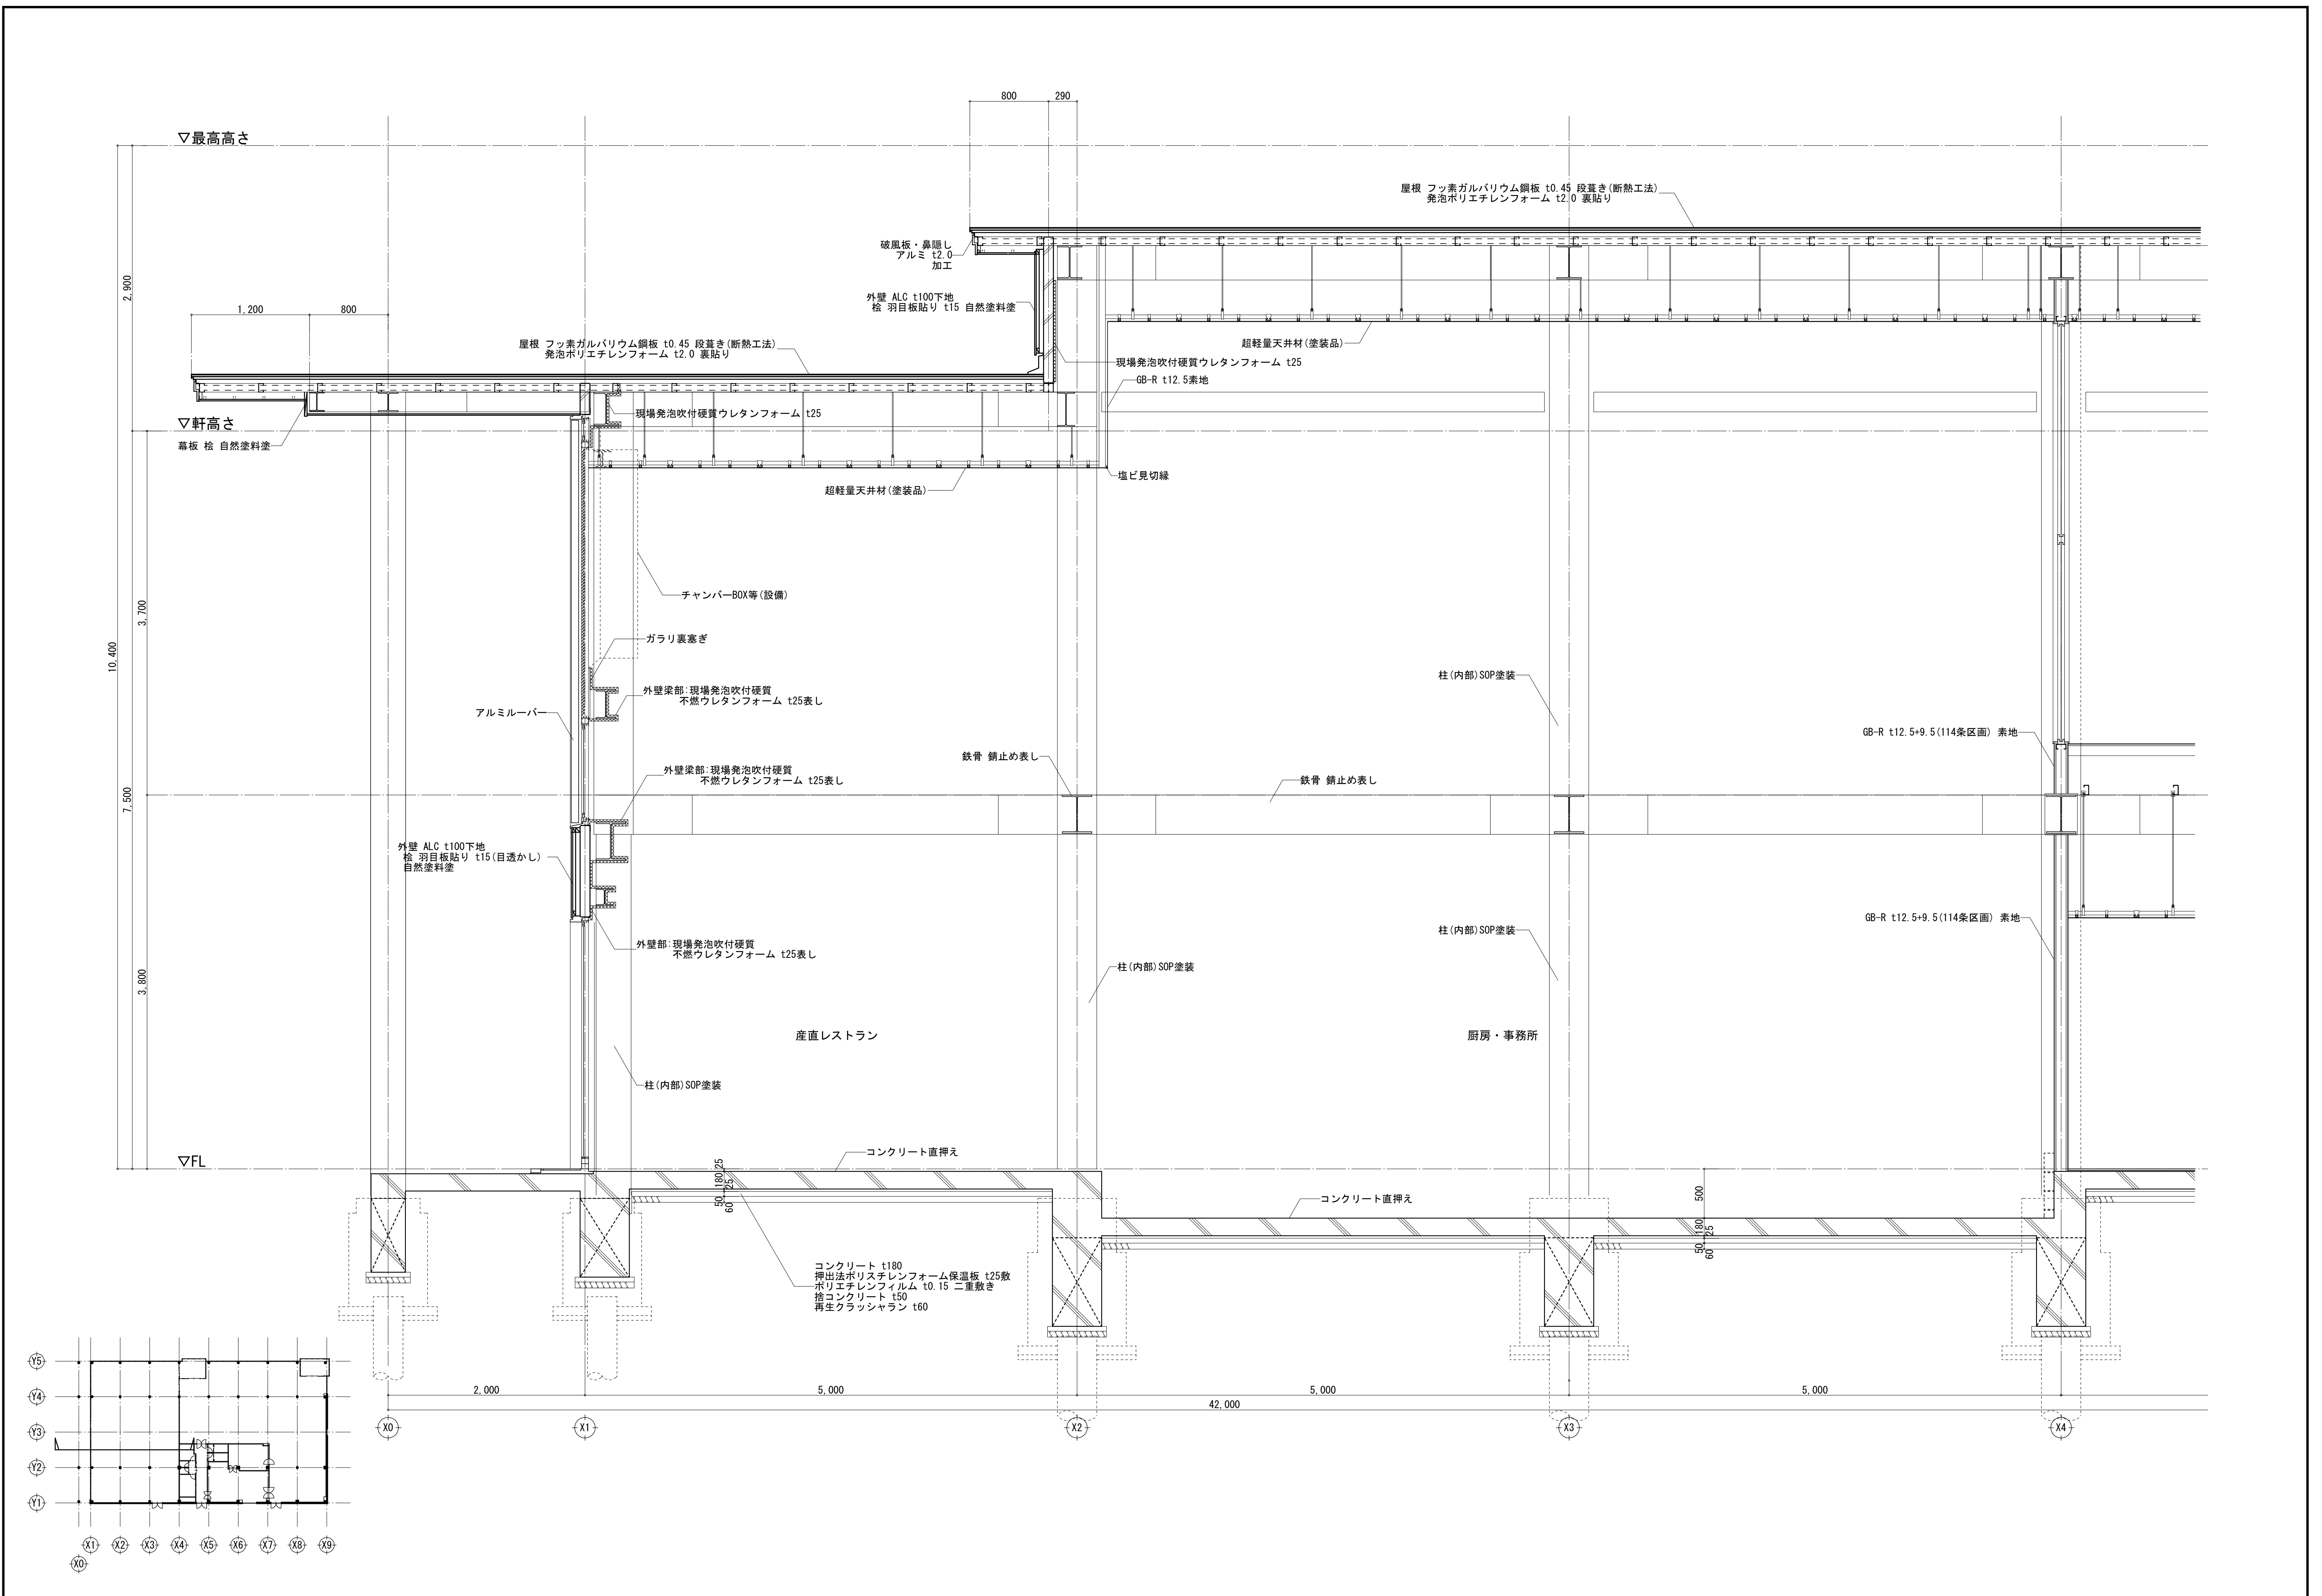 800
290
▽最高高さ
屋根 フッ素ガルバリウム鋼板 t0.45 段葺き(断熱工法)
発泡ポリエチレンフォーム t2.0 裏貼り
破風板・鼻隠し
アルミ t2.0
加工
2,900
外壁 ALC t100下地
桧 羽目板貼り t15 自然塗料塗
1,200
800
屋根 フッ素ガルバリウム鋼板 t0.45 段葺き(断熱工法)
発泡ポリエチレンフォーム t2.0 裏貼り
超軽量天井材(塗装品)
現場発泡吹付硬質ウレタンフォーム t25
GB-R t12.5素地
現場発泡吹付硬質ウレタンフォーム t25
▽軒高さ
幕板 桧 自然塗料塗
塩ビ見切縁
超軽量天井材(塗装品)
チャンバーBOX等(設備)
3,700
ガラリ裏塞ぎ
10,400
柱(内部)SOP塗装
外壁梁部:現場発泡吹付硬質
不燃ウレタンフォーム t25表し
アルミルーバー
GB-R t12.5+9.5(114条区画) 素地
鉄骨 錆止め表し
外壁梁部:現場発泡吹付硬質
不燃ウレタンフォーム t25表し
鉄骨 錆止め表し
7,500
外壁 ALC t100下地
桧 羽目板貼り t15(目透かし)
自然塗料塗
GB-R t12.5+9.5(114条区画) 素地
柱(内部)SOP塗装
外壁部:現場発泡吹付硬質
不燃ウレタンフォーム t25表し
柱(内部)SOP塗装
3,800
産直レストラン
厨房・事務所
柱(内部)SOP塗装
コンクリート直押え
▽FL
25
180
25
50
60
コンクリート直押え
500
180
25
50
60
コンクリート t180
押出法ポリスチレンフォーム保温板 t25敷
ポリエチレンフィルム t0.15 二重敷き
捨コンクリート t50
再生クラッシャラン t60
2,000
5,000
5,000
5,000
42,000
X0
X1
X2
X3
X4
Y5
Y4
Y3
Y2
Y1
X1
X2
X3
X4
X5
X6
X7
X8
X9
X0